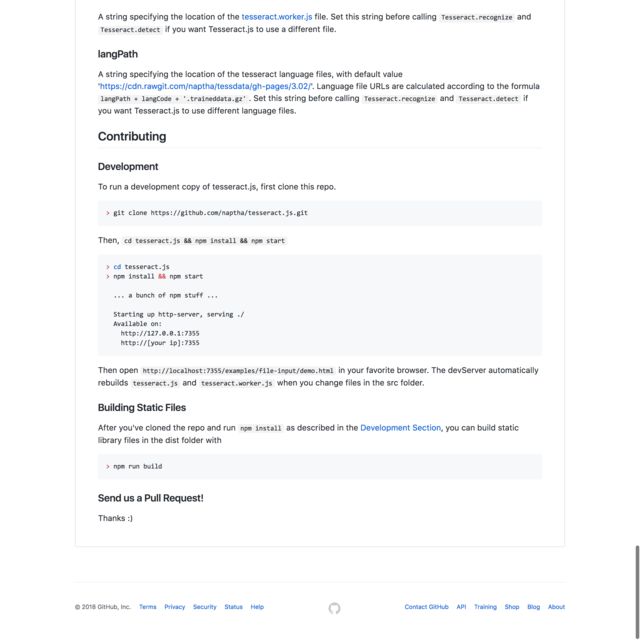 A string specifying the location of the tesseract.worker.js file. Set this string before calling Tesseract.recognize and
Tesseract.detect if you want Tesseract.js to use a different file.
langPath
A string specifying the location of the tesseract language files, with default value
'https://cdn.rawgit.com/naptha/tessdata/gh-pages/3.02/'. Language file URLs are calculated according to the formula
langPath + langCode + '.traineddata.gz' . Set this string before calling Tesseract.recognize and Tesseract.detect if
you want Tesseract.js to use different language files.
Contributing
Development
To run a development copy of tesseract.js, first clone this repo.
> git clone https://github.com/naptha/tesseract.js.git
Then, cd tesseract.js && npm install && npm start
> cd tesseract.js
> npm install && npm start
... a bunch of npm stuff ...
Starting up http-server, serving ./
Available on:
http://127.0.0.1:7355
http://[your ip]:7355
Then open http://localhost:7355/examples/file-input/demo.html in your favorite browser. The devServer automatically
rebuilds tesseract.js and tesseract.worker.js when you change files in the src folder.
Building Static Files
After you've cloned the repo and run npm install as described in the Development Section, you can build static
library files in the dist folder with
> npm run build
Send us a Pull Request!
Thanks :)
© 2018 GitHub, Inc. Terms Privacy Security Status Help Contact GitHub API Training Shop Blog About